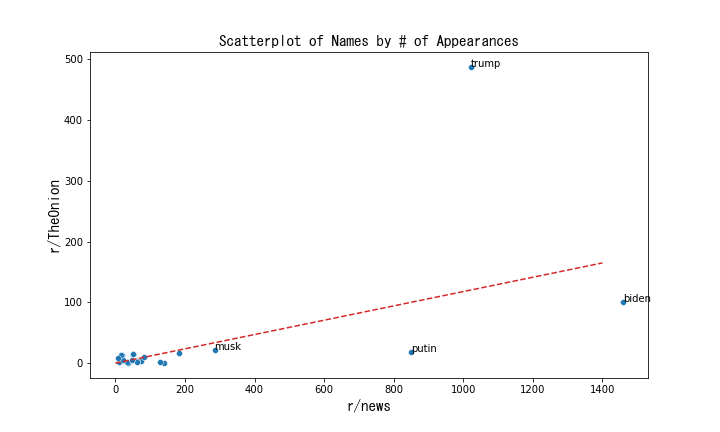 Scatterplot of Names by # of Appearances
500
trump
400
300
r/TheOnion
200
biden
100
musk
putin
0
0 200 400 600 800 1000 1200 1400
r/news